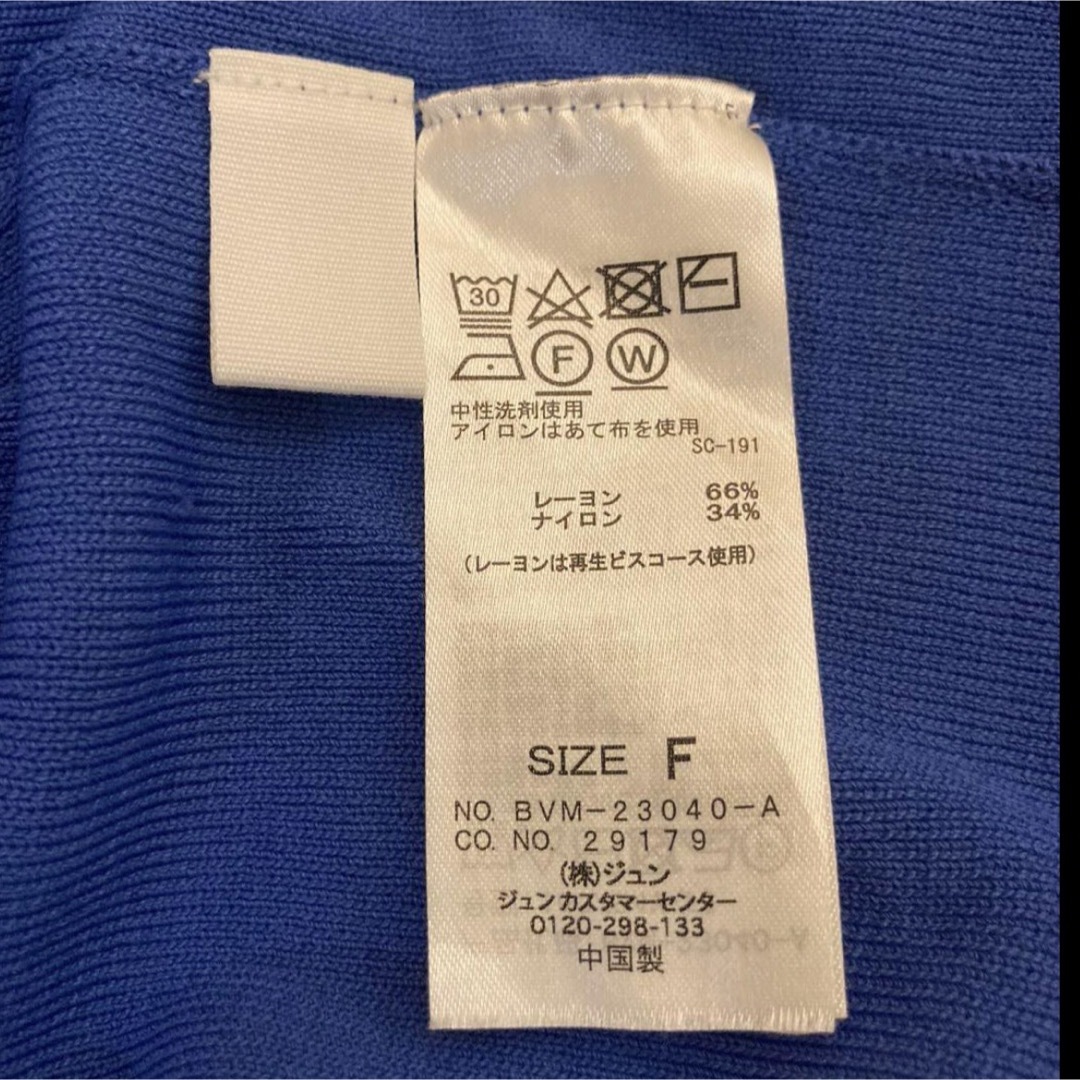 30
F W
中性洗剤使用
アイロンはあて布を使用
SC-191
レーヨン 66%
ナイロン 34%
(レーヨンは再生ビスコース使用)
SIZE F
NO. BVM-23040-A
CO. NO. 29179
(株)ジュン
ジュンカスタマーセンター
0120-298-133
中国製